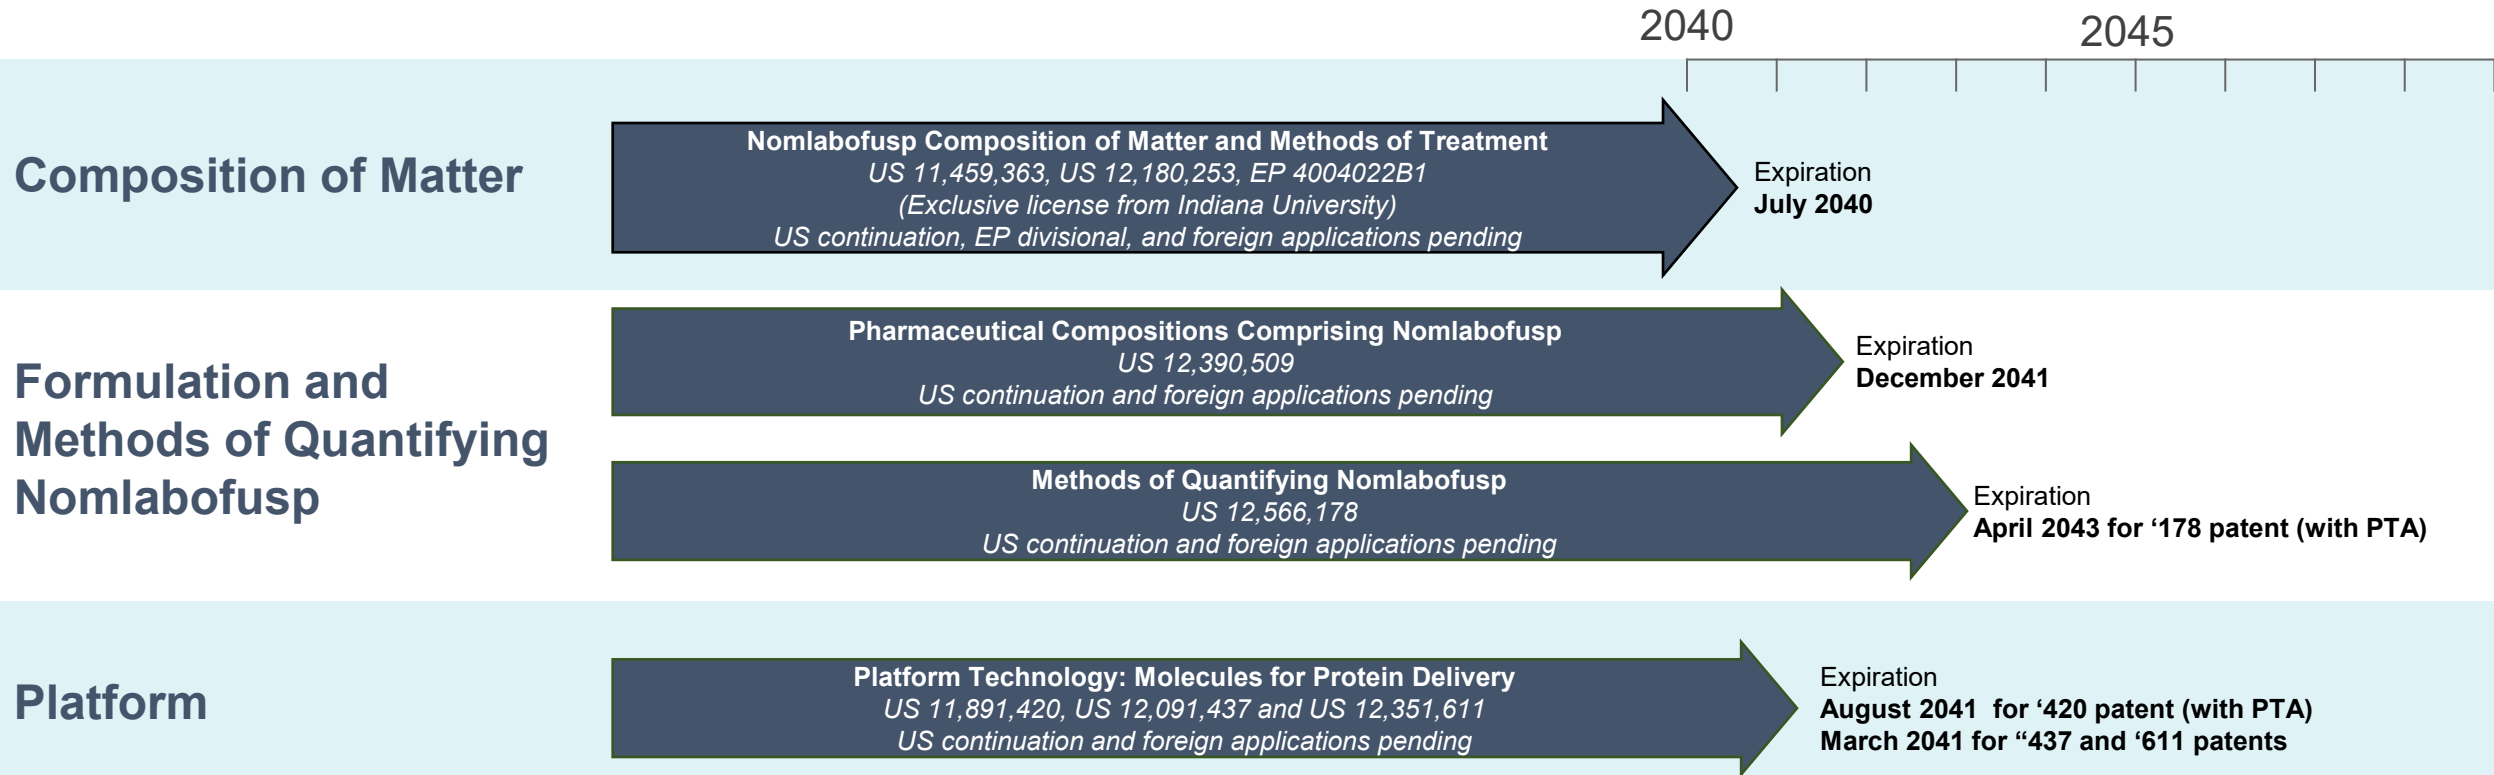 2040
2045
Composition of Matter
Nomlabofusp Composition of Matter and Methods of Treatment
US 11,459,363, US 12,180,253, EP 4004022B1
(Exclusive license from Indiana University)
US continuation, EP divisional, and foreign applications pending
Expiration
July 2040
Formulation and
Methods of Quantifying
Nomlabofusp
Pharmaceutical Compositions Comprising Nomlabofusp
US 12,390,509
US continuation and foreign applications pending
Expiration
December 2041
Methods of Quantifying Nomlabofusp
US 12,566,178
US continuation and foreign applications pending
Expiration
April 2043 for ‘178 patent (with PTA)
Platform
Platform Technology: Molecules for Protein Delivery
US 11,891,420, US 12,091,437 and US 12,351,611
US continuation and foreign applications pending
Expiration
August 2041  for ‘420 patent (with PTA)
March 2041 for “437 and ‘611 patents